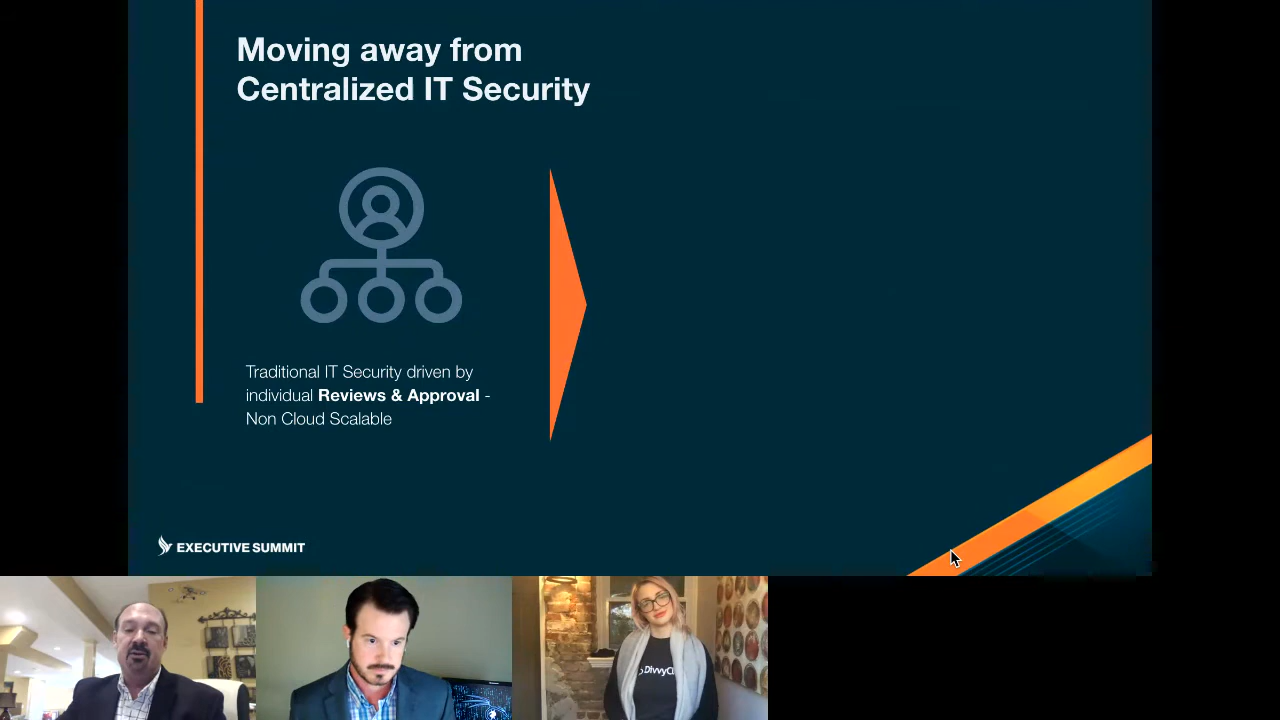 Moving away from
Centralized IT Security
Traditional IT Security driven by
individual Reviews & Approval -
Non Cloud Scalable
EXECUTIVE SUMMIT